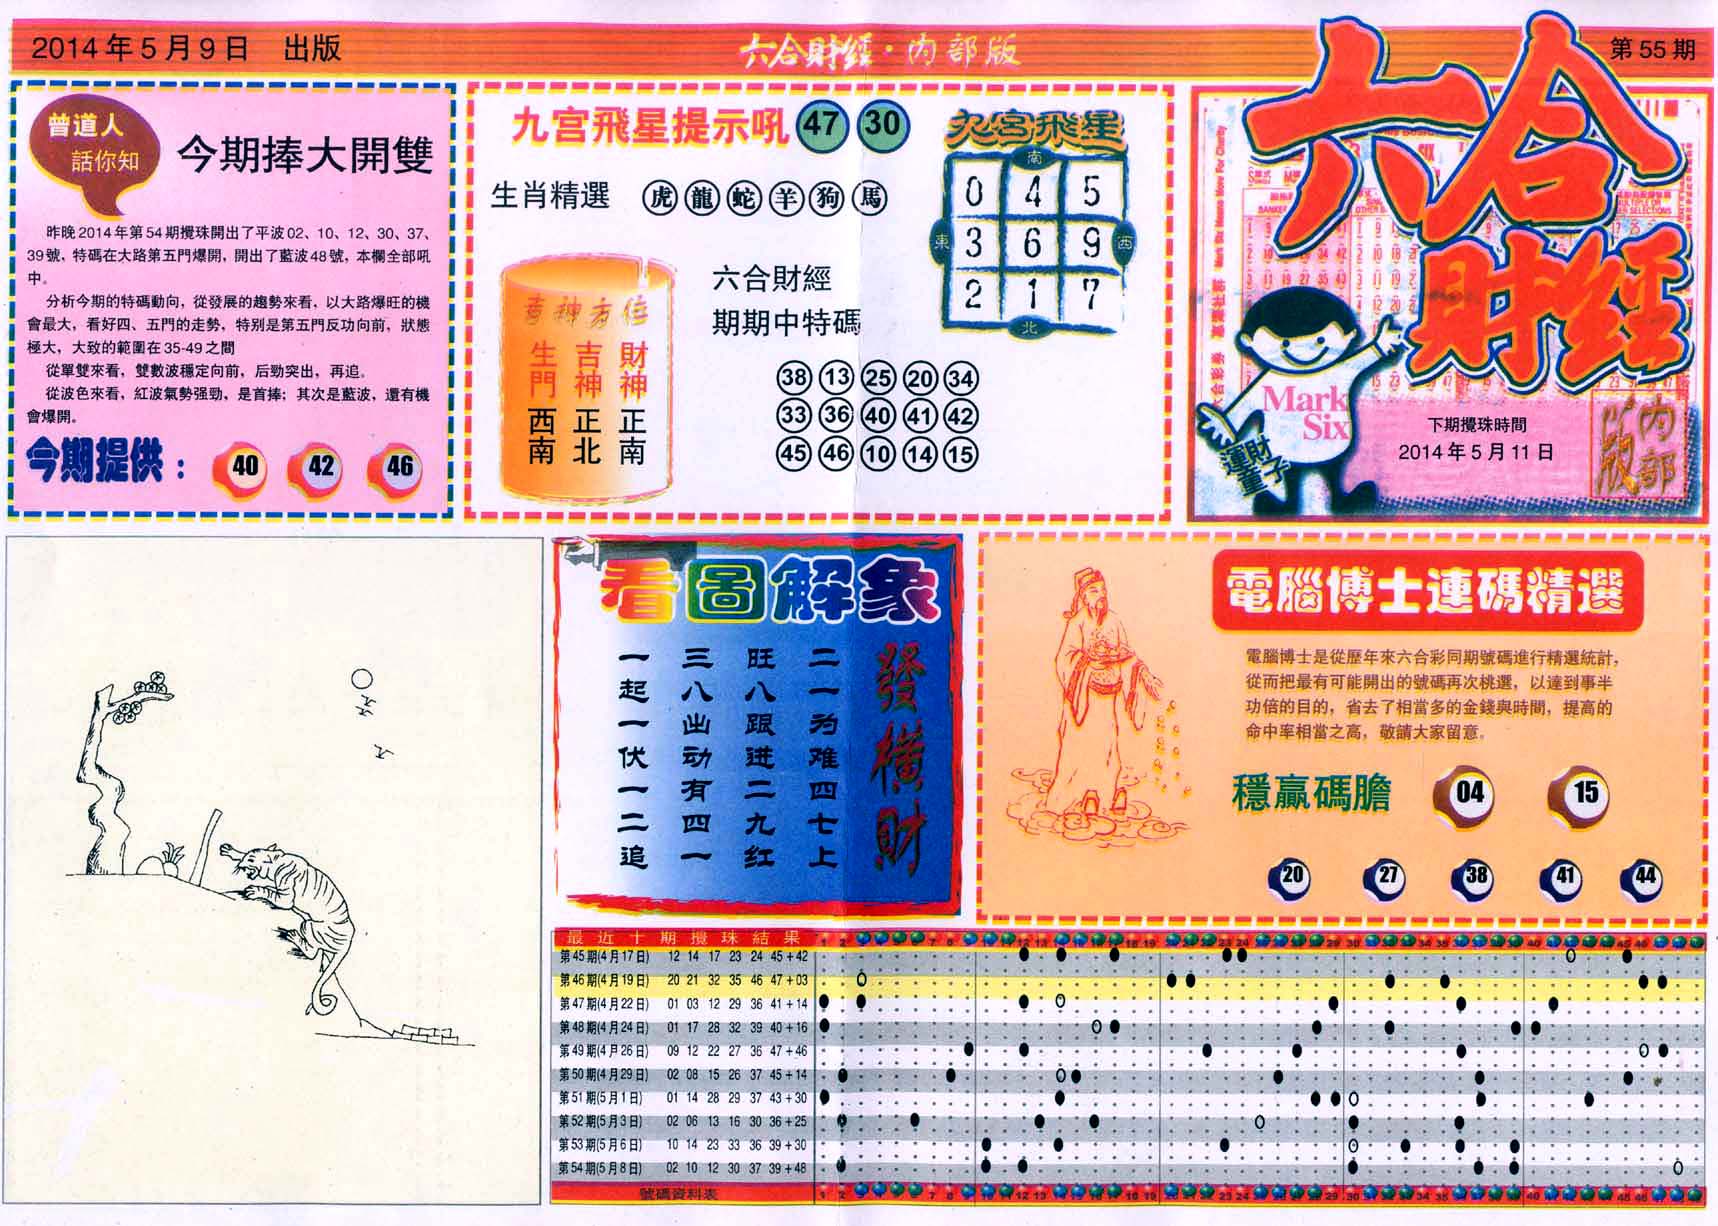 2014年5月9日 出版
六合財經·内部版
第55期
曾道人
話你知
今期捧大開雙
昨晚2014年第54期攪珠開出了平波02、10、12、30、37、
39號，特碼在大路第五門爆開，開出了藍波48號，本欄全部吼
中。
分析今期的特碼動向，從發展的趨勢來看，以大路爆旺的機
會最大，看好四、五門的走勢，特别是第五門反功向前，狀態
極大，大致的範圍在35-49之間
從單雙來看，雙數波穩定向前，后勁突出，再追。
從波色來看，紅波氣勢强勁，是首捧；其次是藍波，還有機
會爆開。
今期提供： 40 42 46
九宫飛星提示吼 47 30
生肖精選 虎 龍 蛇 羊 狗 馬
吉神方位
生門 吉神 財神
西南 正北 正南
六合財經
期期中特碼
38 13 25 20 34
33 36 40 41 42
45 46 10 14 15
九宫飛星
南
0 4 5
東 3 6 9 西
2 1 7
北
六合
財經
Mark
Six
運財
童子
下期攪珠時間
2014年5月11日
内部
版
看圖解象
發橫財
二一为难四七上
旺八跟进二九红
三八出动有四一
一起一伏一二追
電腦博士連碼精選
電腦博士是從歷年來六合彩同期號碼進行精選統計，
從而把最有可能開出的號碼再次桃選，以達到事半
功倍的目的，省去了相當多的金錢與時間，提高的
命中率相當之高，敬請大家留意。
穩贏碼膽 04 15
20 27 38 41 44
最近十期攪珠結果
第45期(4月17日) 12 14 17 23 24 45+42
第46期(4月19日) 20 21 32 35 46 47+03
第47期(4月22日) 01 03 12 29 36 41+14
第48期(4月24日) 01 17 28 32 39 40+16
第49期(4月26日) 09 12 22 27 36 47+46
第50期(4月29日) 02 08 15 26 37 45+14
第51期(5月1日) 01 14 28 29 37 43+30
第52期(5月3日) 02 06 13 16 30 36+25
第53期(5月6日) 10 14 23 33 36 39+30
第54期(5月8日) 02 10 12 30 37 39+48
號碼資料表